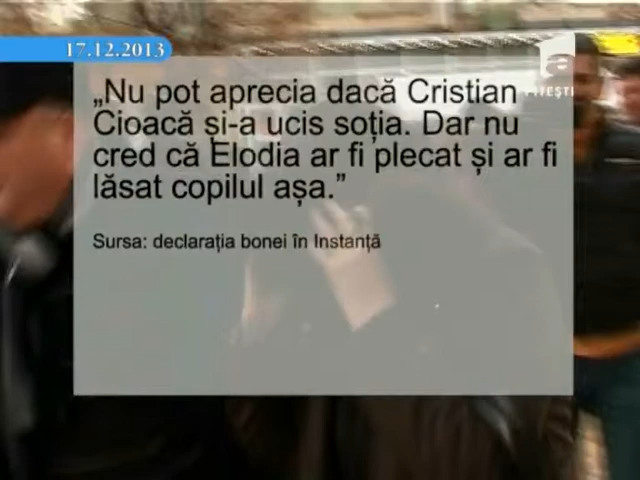 17.12.2013
PITEȘTI
„Nu pot aprecia dacă Cristian
Cioacă și-a ucis soția. Dar nu
cred că Elodia ar fi plecat și ar fi
lăsat copilul așa.”
Sursa: declarația bonei în Instanță